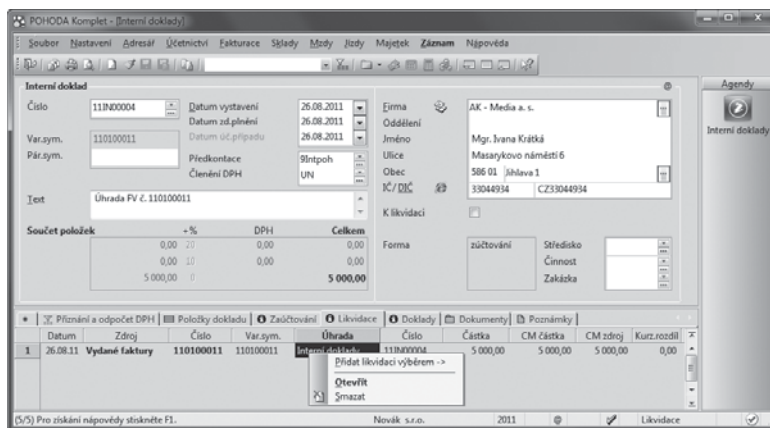 POHODA Komplet - [Interní doklady]
Soubor Nastavení Adresář Účetnictví Fakturace Sklady Mzdy Jízdy Majetek Záznam Nápověda
Interní doklad @
Agendy
Interní doklady
Číslo 11IN00004
Var.sym. 110100011
Pár.sym.
Datum vystavení 26.08.2011
Datum zd.plnění 26.08.2011
Datum úč.případu 26.08.2011
Předkontace 9Intpoh
Členění DPH UN
Text Úhrada FV č. 110100011
Součet položek +% DPH Celkem
0,00 20 0,00 0,00
0,00 10 0,00 0,00
5 000,00 0 5 000,00
Firma AK - Media a. s.
Oddělení
Jméno Mgr. Ivana Krátká
Ulice Masarykovo náměstí 6
Obec 586 01 Jihlava 1
IČ/DIČ 33044934 CZ33044934
K likvidaci
Forma zúčtování
Středisko
Činnost
Zakázka
* Přiznání a odpočet DPH Položky dokladu Zaúčtování Likvidace Doklady Dokumenty Poznámky
Datum Zdroj Číslo Var.sym. Úhrada Číslo Částka CM částka CM zdroj Kurz.rozdíl
1 26.08.11 Vydané faktury 110100011 110100011 Interní doklady 11IN00004 5 000,00 5 000,00 5 000,00 0,00
Přidat likvidaci výběrem ->
Otevřít
Smazat
(5/5) Pro získání nápovědy stiskněte F1. Novák s.r.o. 2011 @ Likvidace